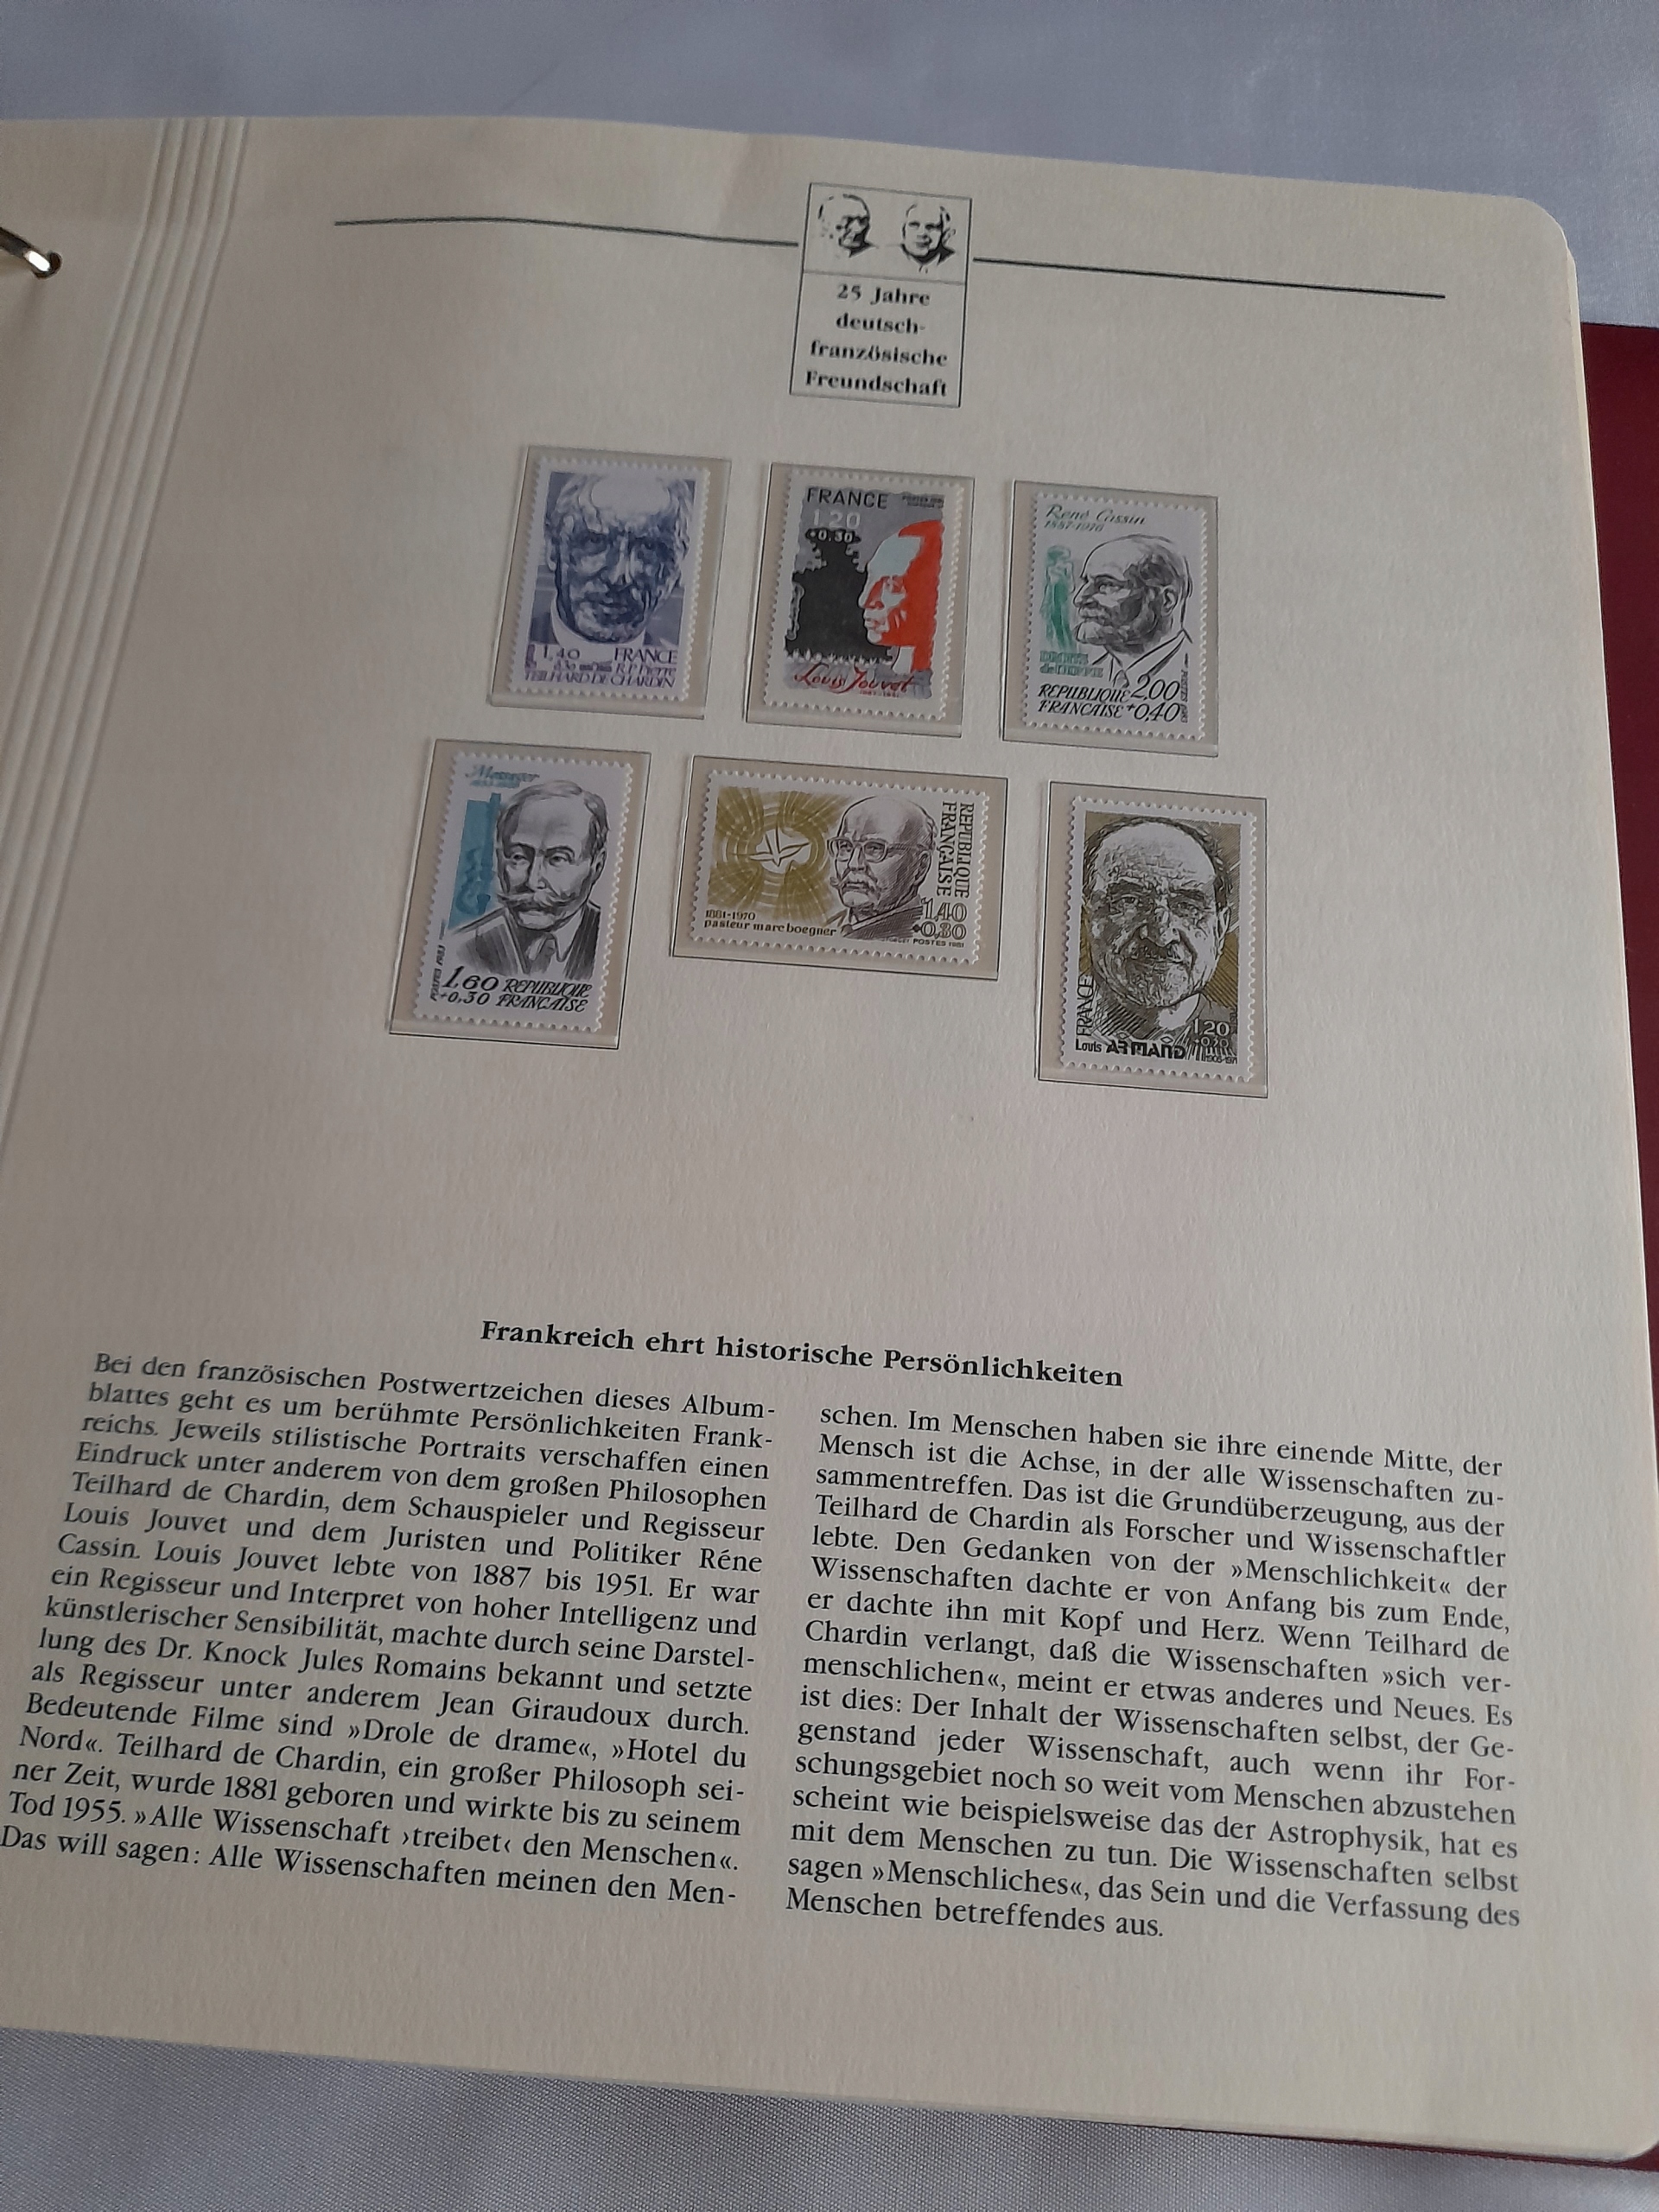 25 Jahre
deutsch-
französische
Freundschaft
1,40
FRANCE
R.P. Pierre
TEILHARD DE CHARDIN
FRANCE
1,20
+0,30
Louis Jouvet
René Cassin
1887-1976
DROITS
de l'HOMME
REPUBLIQUE 2,00
FRANÇAISE +0,40
Messager
POSTES 1983
1,60 REPUBLIQUE
+0,30 FRANÇAISE
REPUBLIQUE
FRANÇAISE
1881-1970
pasteur marc boegner
1,40
+0,30
POSTES 1981
FRANCE
1,20
+0,30
Louis ARMAND
1905-1971
Frankreich ehrt historische Persönlichkeiten
Bei den französischen Postwertzeichen dieses Album-
blattes geht es um berühmte Persönlichkeiten Frank-
reichs. Jeweils stilistische Portraits verschaffen einen
Eindruck unter anderem von dem großen Philosophen
Teilhard de Chardin, dem Schauspieler und Regisseur
Louis Jouvet und dem Juristen und Politiker Réne
Cassin. Louis Jouvet lebte von 1887 bis 1951. Er war
ein Regisseur und Interpret von hoher Intelligenz und
künstlerischer Sensibilität, machte durch seine Darstel-
lung des Dr. Knock Jules Romains bekannt und setzte
als Regisseur unter anderem Jean Giraudoux durch.
Bedeutende Filme sind »Drole de drame«, »Hotel du
Nord«. Teilhard de Chardin, ein großer Philosoph sei-
ner Zeit, wurde 1881 geboren und wirkte bis zu seinem
Tod 1955. »Alle Wissenschaft ›treibet‹ den Menschen«.
Das will sagen: Alle Wissenschaften meinen den Men-
schen. Im Menschen haben sie ihre einende Mitte, der
Mensch ist die Achse, in der alle Wissenschaften zu-
sammentreffen. Das ist die Grundüberzeugung, aus der
Teilhard de Chardin als Forscher und Wissenschaftler
lebte. Den Gedanken von der »Menschlichkeit« der
Wissenschaften dachte er von Anfang bis zum Ende,
er dachte ihn mit Kopf und Herz. Wenn Teilhard de
Chardin verlangt, daß die Wissenschaften »sich ver-
menschlichen«, meint er etwas anderes und Neues. Es
ist dies: Der Inhalt der Wissenschaften selbst, der Ge-
genstand jeder Wissenschaft, auch wenn ihr For-
schungsgebiet noch so weit vom Menschen abzustehen
scheint wie beispielsweise das der Astrophysik, hat es
mit dem Menschen zu tun. Die Wissenschaften selbst
sagen »Menschliches«, das Sein und die Verfassung des
Menschen betreffendes aus.